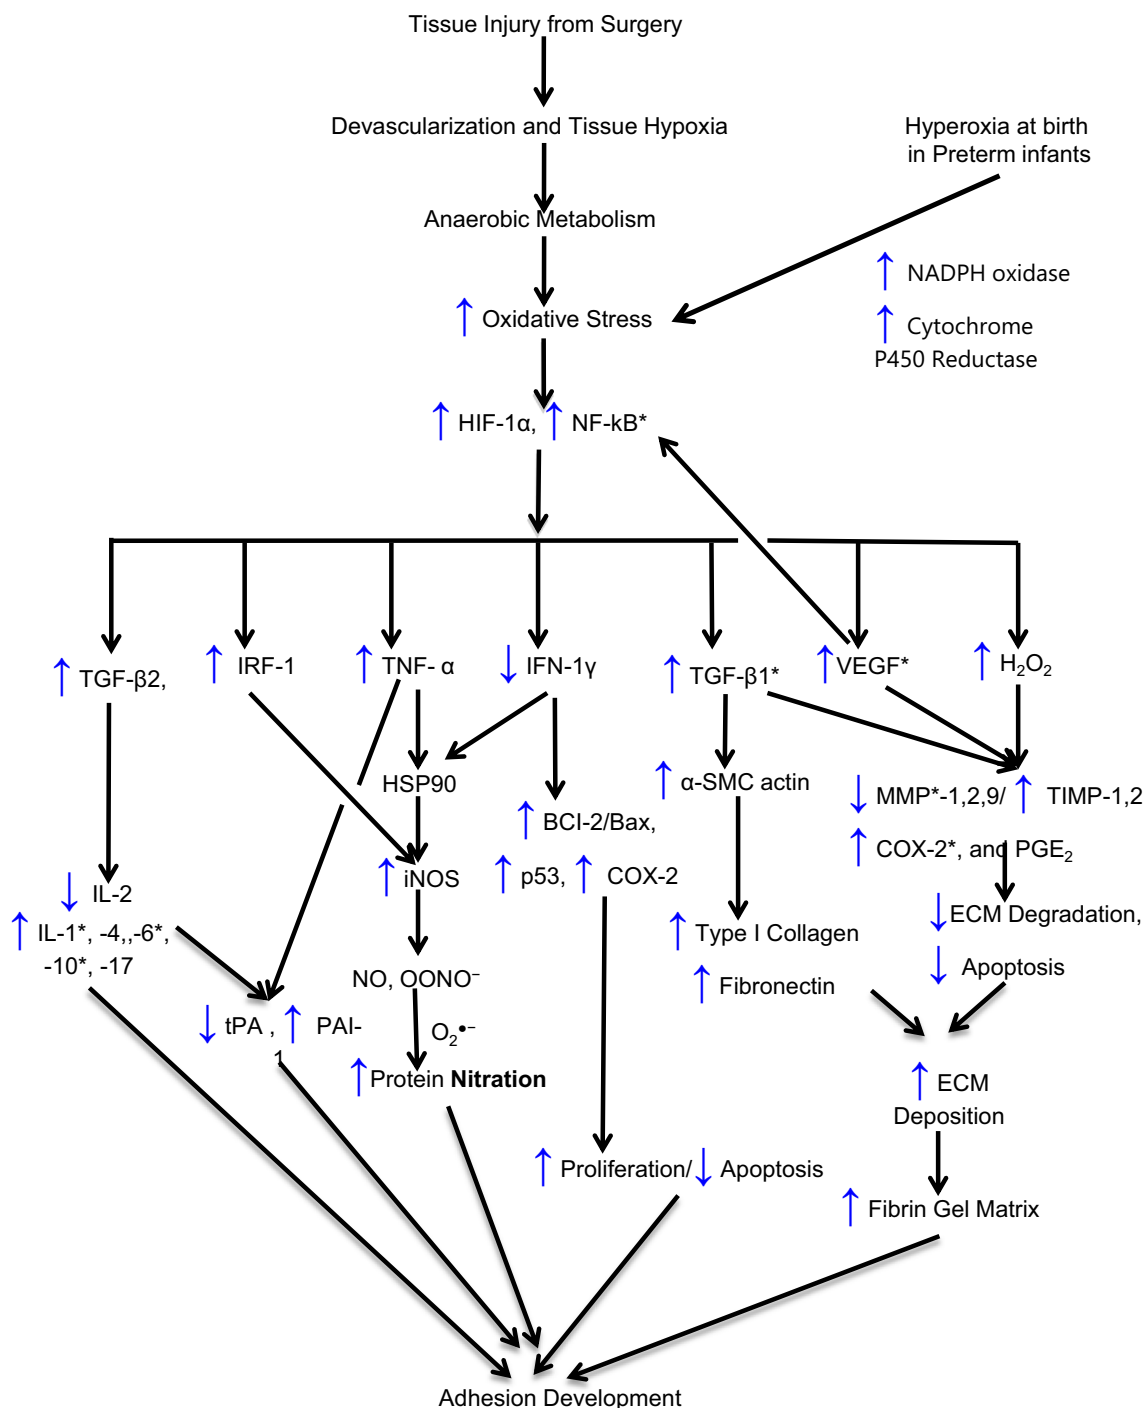 Tissue Injury from Surgery
Devascularization and Tissue Hypoxia
Hyperoxia at birth
in Preterm infants
Anaerobic Metabolism
↑ NADPH oxidase
↑ Oxidative Stress
↑ Cytochrome
P450 Reductase
↑ HIF-1α, ↑ NF-kB*
↑ TGF-β2,
↑ IRF-1
↑ TNF- α
↓ IFN-1γ
↑ TGF-β1*
↑ VEGF*
↑ H₂O₂
HSP90
↑ α-SMC actin
↓ MMP*-1,2,9/ ↑ TIMP-1,2
↑ BCI-2/Bax,
↑ COX-2*, and PGE₂
↑ p53, ↑ COX-2
↑ iNOS
↓ IL-2
↑ IL-1*, -4,,-6*,
-10*, -17
↑ Type I Collagen
↑ Fibronectin
↓ ECM Degradation,
↓ Apoptosis
NO, OONO⁻
O₂•⁻
↓ tPA , ↑ PAI-
1
↑ Protein Nitration
↑ ECM
Deposition
↑ Proliferation/ ↓ Apoptosis
↑ Fibrin Gel Matrix
Adhesion Development